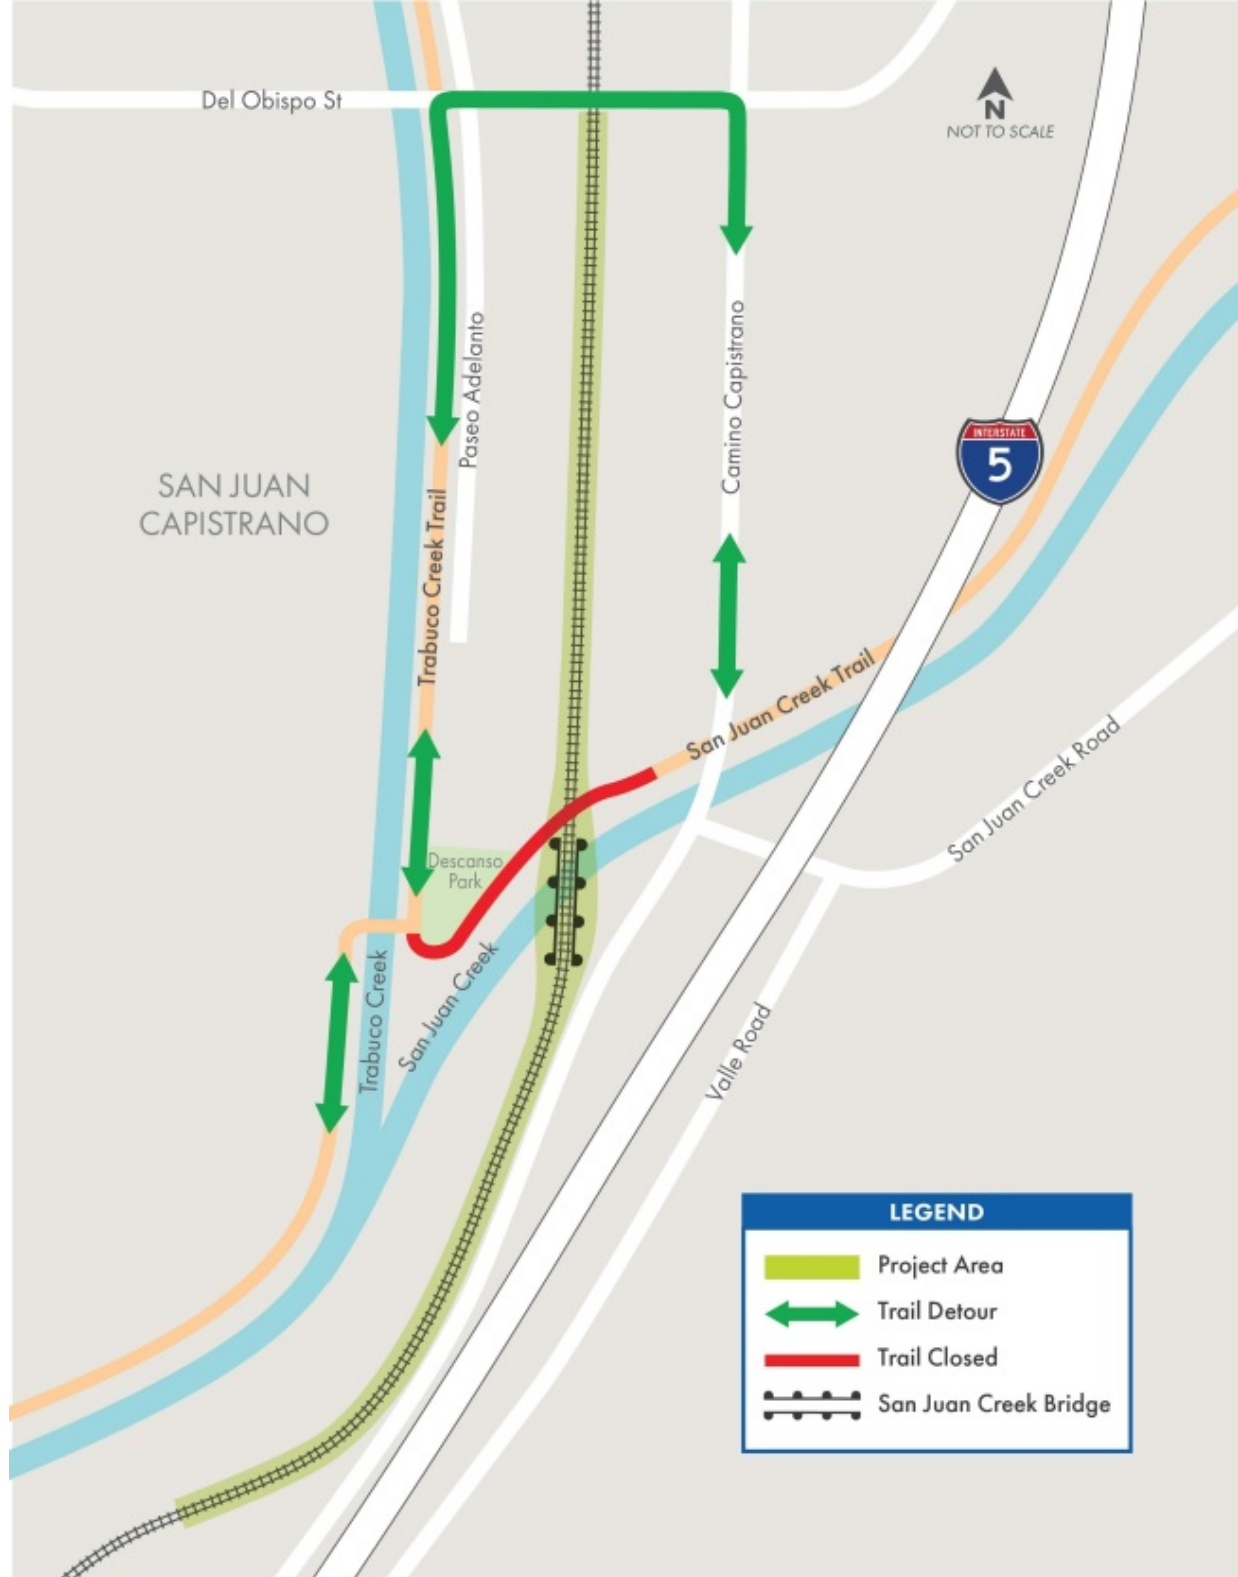 Del Obispo St
N
NOT TO SCALE
Paseo Adelanto
Camino Capistrano
INTERSTATE
5
SAN JUAN
CAPISTRANO
Trabuco Creek Trail
San Juan Creek Trail
San Juan Creek Road
Descanso
Park
Trabuco Creek
San Juan Creek
Valle Road
LEGEND
Project Area
Trail Detour
Trail Closed
San Juan Creek Bridge